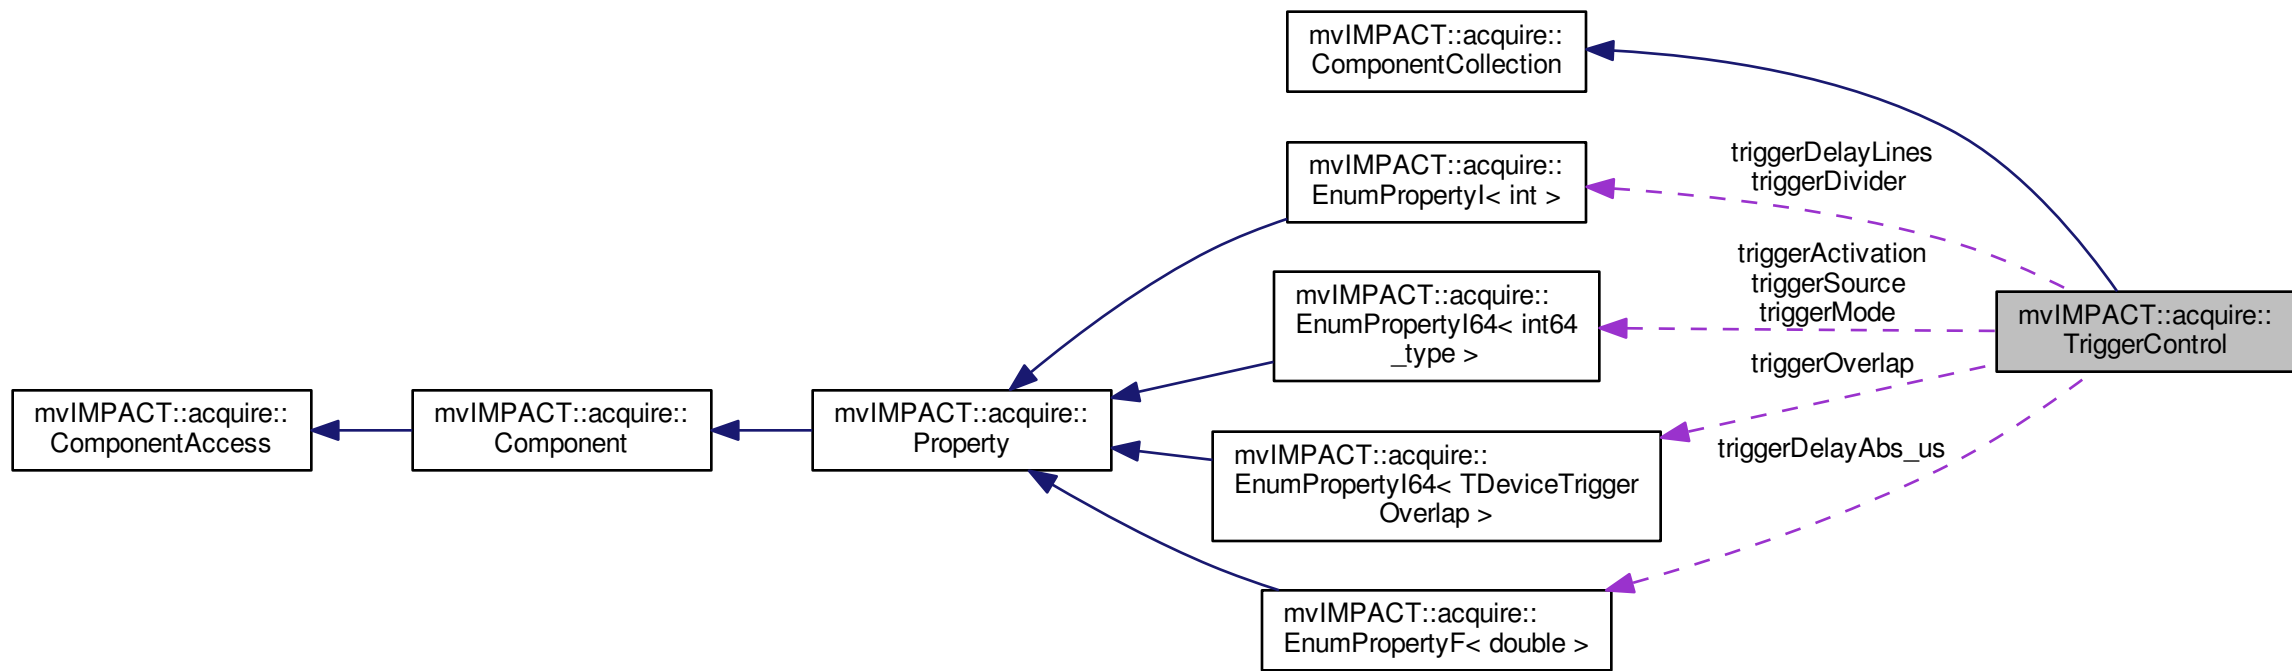 mvIMPACT::acquire::
ComponentCollection
mvIMPACT::acquire::
EnumPropertyI< int >
triggerDelayLines
triggerDivider
mvIMPACT::acquire::
EnumPropertyI64< int64
_type >
triggerActivation
triggerSource
triggerMode
mvIMPACT::acquire::
TriggerControl
triggerOverlap
mvIMPACT::acquire::
ComponentAccess
mvIMPACT::acquire::
Component
mvIMPACT::acquire::
Property
mvIMPACT::acquire::
EnumPropertyI64< TDeviceTrigger
Overlap >
triggerDelayAbs_us
mvIMPACT::acquire::
EnumPropertyF< double >